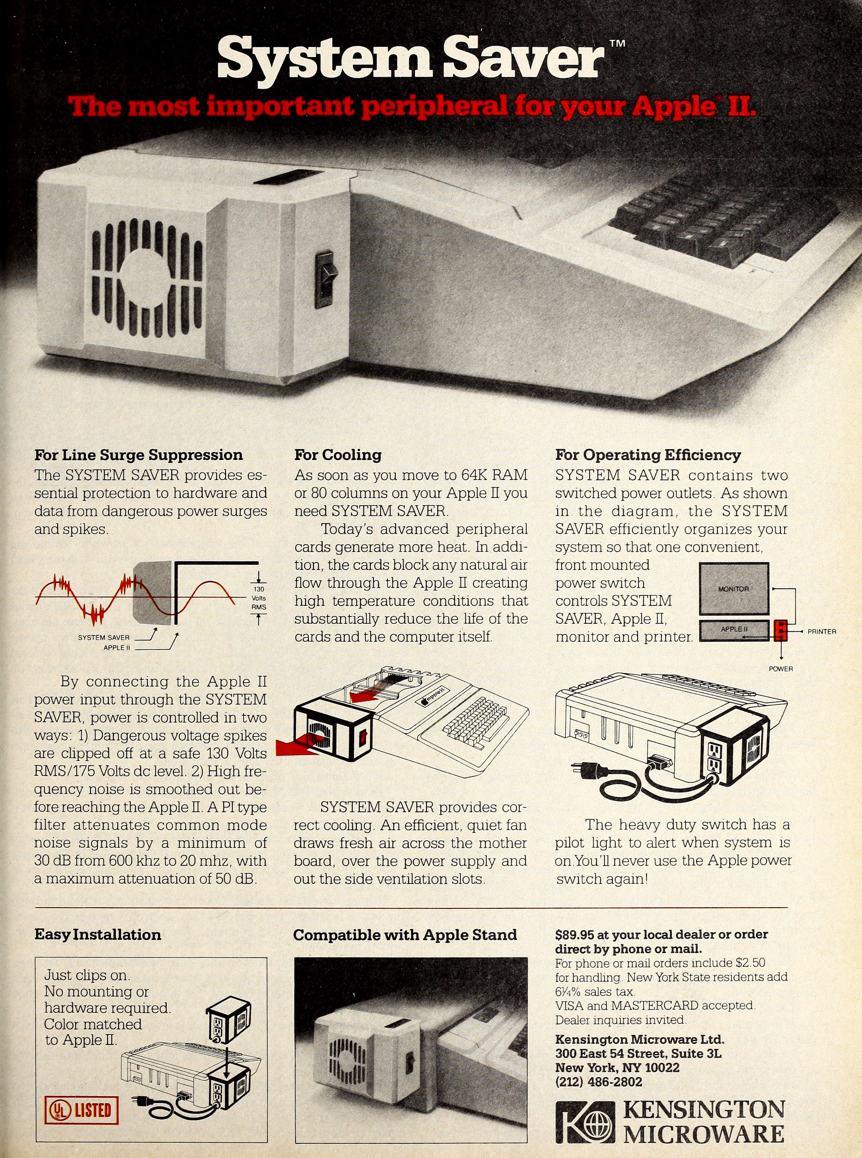 System Saver™
The most important peripheral for your Apple® II.
For Line Surge Suppression
The SYSTEM SAVER provides es-
sential protection to hardware and
data from dangerous power surges
and spikes.
130
Volts
RMS
SYSTEM SAVER
APPLE II
By connecting the Apple II
power input through the SYSTEM
SAVER, power is controlled in two
ways: 1) Dangerous voltage spikes
are clipped off at a safe 130 Volts
RMS/175 Volts dc level. 2) High fre-
quency noise is smoothed out be-
fore reaching the Apple II. A PI type
filter attenuates common mode
noise signals by a minimum of
30 dB from 600 khz to 20 mhz, with
a maximum attenuation of 50 dB.
For Cooling
As soon as you move to 64K RAM
or 80 columns on your Apple II you
need SYSTEM SAVER.
Today's advanced peripheral
cards generate more heat. In addi-
tion, the cards block any natural air
flow through the Apple II creating
high temperature conditions that
substantially reduce the life of the
cards and the computer itself.
SYSTEM SAVER provides cor-
rect cooling. An efficient, quiet fan
draws fresh air across the mother
board, over the power supply and
out the side ventilation slots.
For Operating Efficiency
SYSTEM SAVER contains two
switched power outlets. As shown
in the diagram, the SYSTEM
SAVER efficiently organizes your
system so that one convenient,
front mounted
power switch
controls SYSTEM
SAVER, Apple II,
monitor and printer.
MONITOR
APPLE II
PRINTER
POWER
The heavy duty switch has a
pilot light to alert when system is
on.You'll never use the Apple power
switch again!
Easy Installation
Just clips on.
No mounting or
hardware required.
Color matched
to Apple II.
UL LISTED
Compatible with Apple Stand
$89.95 at your local dealer or order
direct by phone or mail.
For phone or mail orders include $2.50
for handling. New York State residents add
6¼% sales tax.
VISA and MASTERCARD accepted.
Dealer inquiries invited.
Kensington Microware Ltd.
300 East 54 Street, Suite 3L
New York, NY 10022
(212) 486-2802
K KENSINGTON
MICROWARE